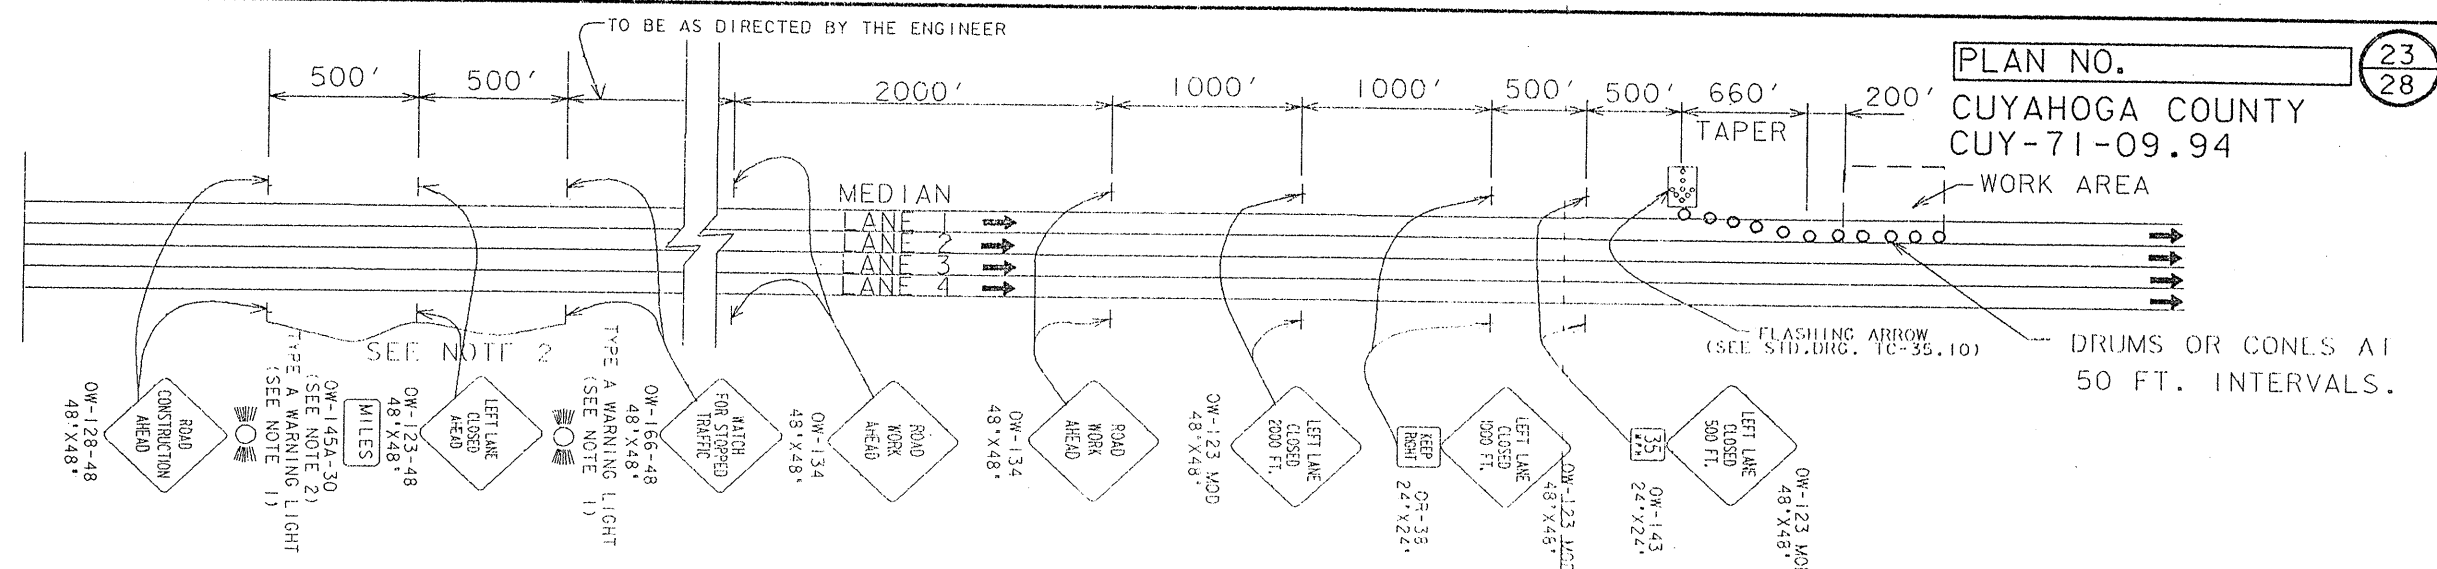 TO BE AS DIRECTED BY THE ENGINEER
PLAN NO.
23
28
CUYAHOGA COUNTY
CUY-71-09.94
500'
500'
2000'
1000'
1000'
500'
500'
660'
200'
TAPER
WORK AREA
MEDIAN
LANE 1
LANE 2
LANE 3
LANE 4
SEE NOTE 2
FLASHING ARROW
(SEE STD.DRG. TC-35.10)
DRUMS OR CONES AT
50 FT. INTERVALS.
OW-128-48
48"X48"
ROAD
CONSTRUCTION
AHEAD
TYPE A WARNING LIGHT
(SEE NOTE 1)
OW-145A-30
(SEE NOTE 2)
MILES
OW-123-48
48"X48"
LEFT LANE
CLOSED
AHEAD
TYPE A WARNING LIGHT
(SEE NOTE 1)
OW-166-48
48"X48"
WATCH
FOR STOPPED
TRAFFIC
OW-134
48"X48"
ROAD
WORK
AHEAD
OW-134
48"X48"
ROAD
WORK
AHEAD
OW-123 MOD
48"X48"
LEFT LANE
CLOSED
2000 FT.
KEEP
RIGHT
OR-38
24"X24"
LEFT LANE
CLOSED
1000 FT.
OW-123 MOD
48"X48"
35
MPH
OW-143
24"X24"
LEFT LANE
CLOSED
500 FT.
OW-123 MOD
48"X48"